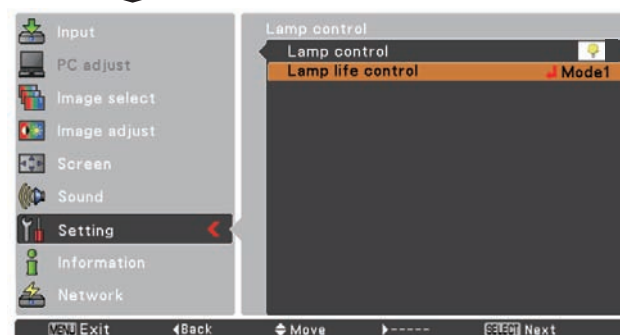 Input
PC adjust
Image select
Image adjust
Screen
Sound
Setting
Information
Network
Lamp control
Lamp control
Lamp life control Mode1
MENU Exit Back Move ----- SELECT Next